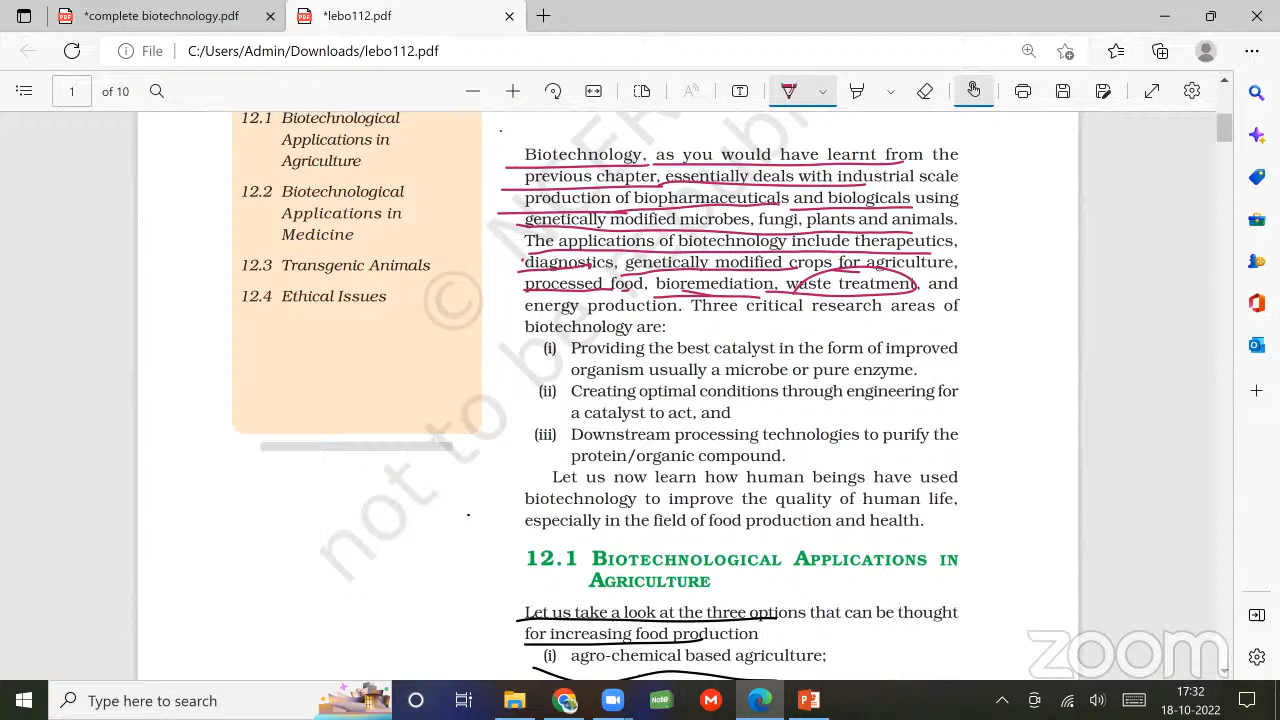 *complete biotechnology.pdf
*lebo112.pdf
File
C:/Users/Admin/Downloads/lebo112.pdf
1 of 10
12.1 Biotechnological
Applications in
Agriculture
12.2 Biotechnological
Applications in
Medicine
12.3 Transgenic Animals
12.4 Ethical Issues
Biotechnology, as you would have learnt from the
previous chapter, essentially deals with industrial scale
production of biopharmaceuticals and biologicals using
genetically modified microbes, fungi, plants and animals.
The applications of biotechnology include therapeutics,
diagnostics, genetically modified crops for agriculture,
processed food, bioremediation, waste treatment, and
energy production. Three critical research areas of
biotechnology are:
(i) Providing the best catalyst in the form of improved
organism usually a microbe or pure enzyme.
(ii) Creating optimal conditions through engineering for
a catalyst to act, and
(iii) Downstream processing technologies to purify the
protein/organic compound.
Let us now learn how human beings have used
biotechnology to improve the quality of human life,
especially in the field of food production and health.
12.1 BIOTECHNOLOGICAL APPLICATIONS IN
AGRICULTURE
Let us take a look at the three options that can be thought
for increasing food production
(i) agro-chemical based agriculture;
© NCER
not to be
zoom
Type here to search
17:32
18-10-2022